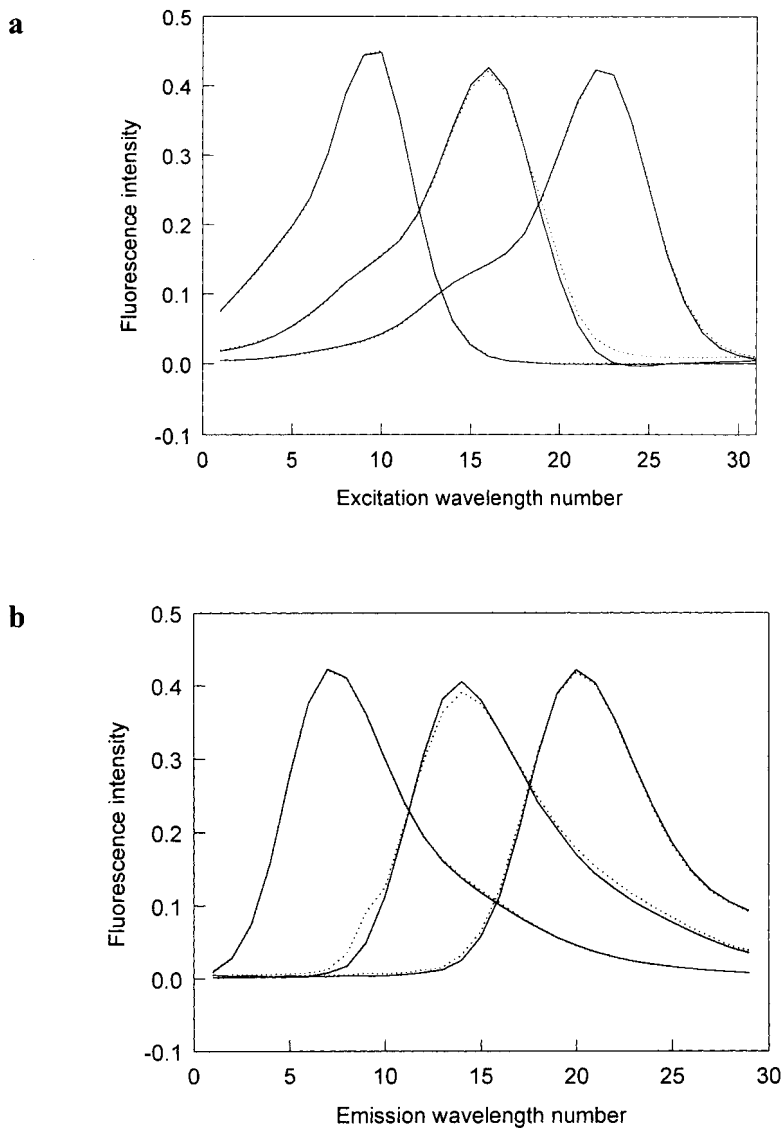 a
0.5
0.4
0.3
0.2
0.1
0.0
-0.1
Fluorescence intensity
0 5 10 15 20 25 30
Excitation wavelength number
b
0.5
0.4
0.3
0.2
0.1
0.0
-0.1
Fluorescence intensity
0 5 10 15 20 25 30
Emission wavelength number